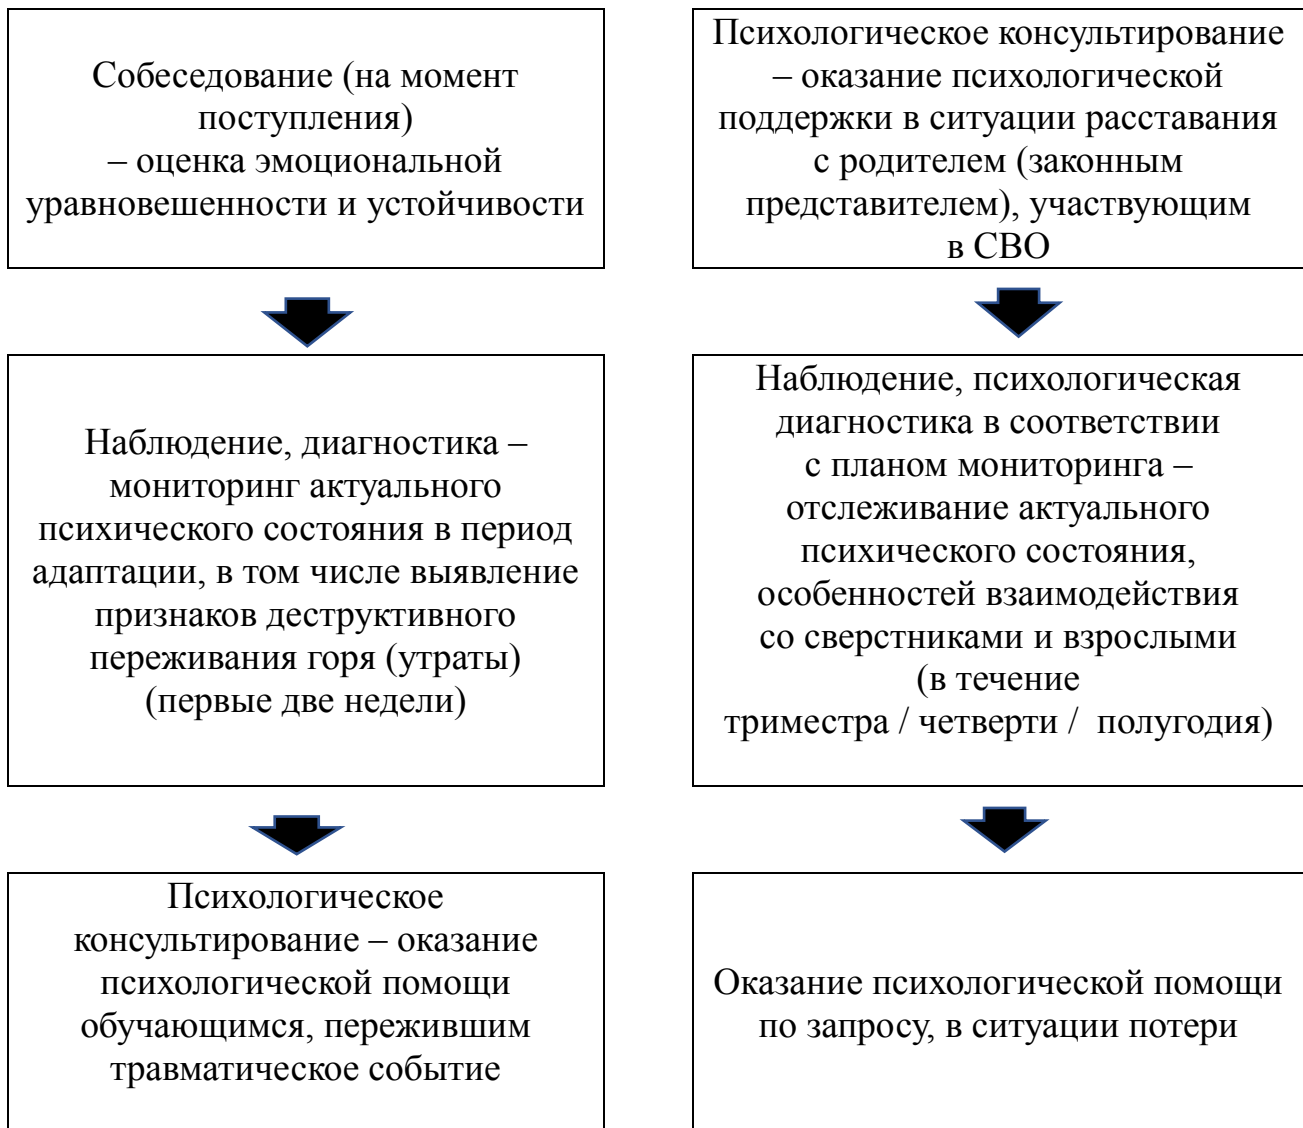 Собеседование (на момент
поступления)
– оценка эмоциональной
уравновешенности и устойчивости
Наблюдение, диагностика –
мониторинг актуального
психического состояния в период
адаптации, в том числе выявление
признаков деструктивного
переживания горя (утраты)
(первые две недели)
Психологическое
консультирование – оказание
психологической помощи
обучающимся, пережившим
травматическое событие
Психологическое консультирование
– оказание психологической
поддержки в ситуации расставания
с родителем (законным
представителем), участвующим
в СВО
Наблюдение, психологическая
диагностика в соответствии
с планом мониторинга –
отслеживание актуального
психического состояния,
особенностей взаимодействия
со сверстниками и взрослыми
(в течение
триместра / четверти / полугодия)
Оказание психологической помощи
по запросу, в ситуации потери